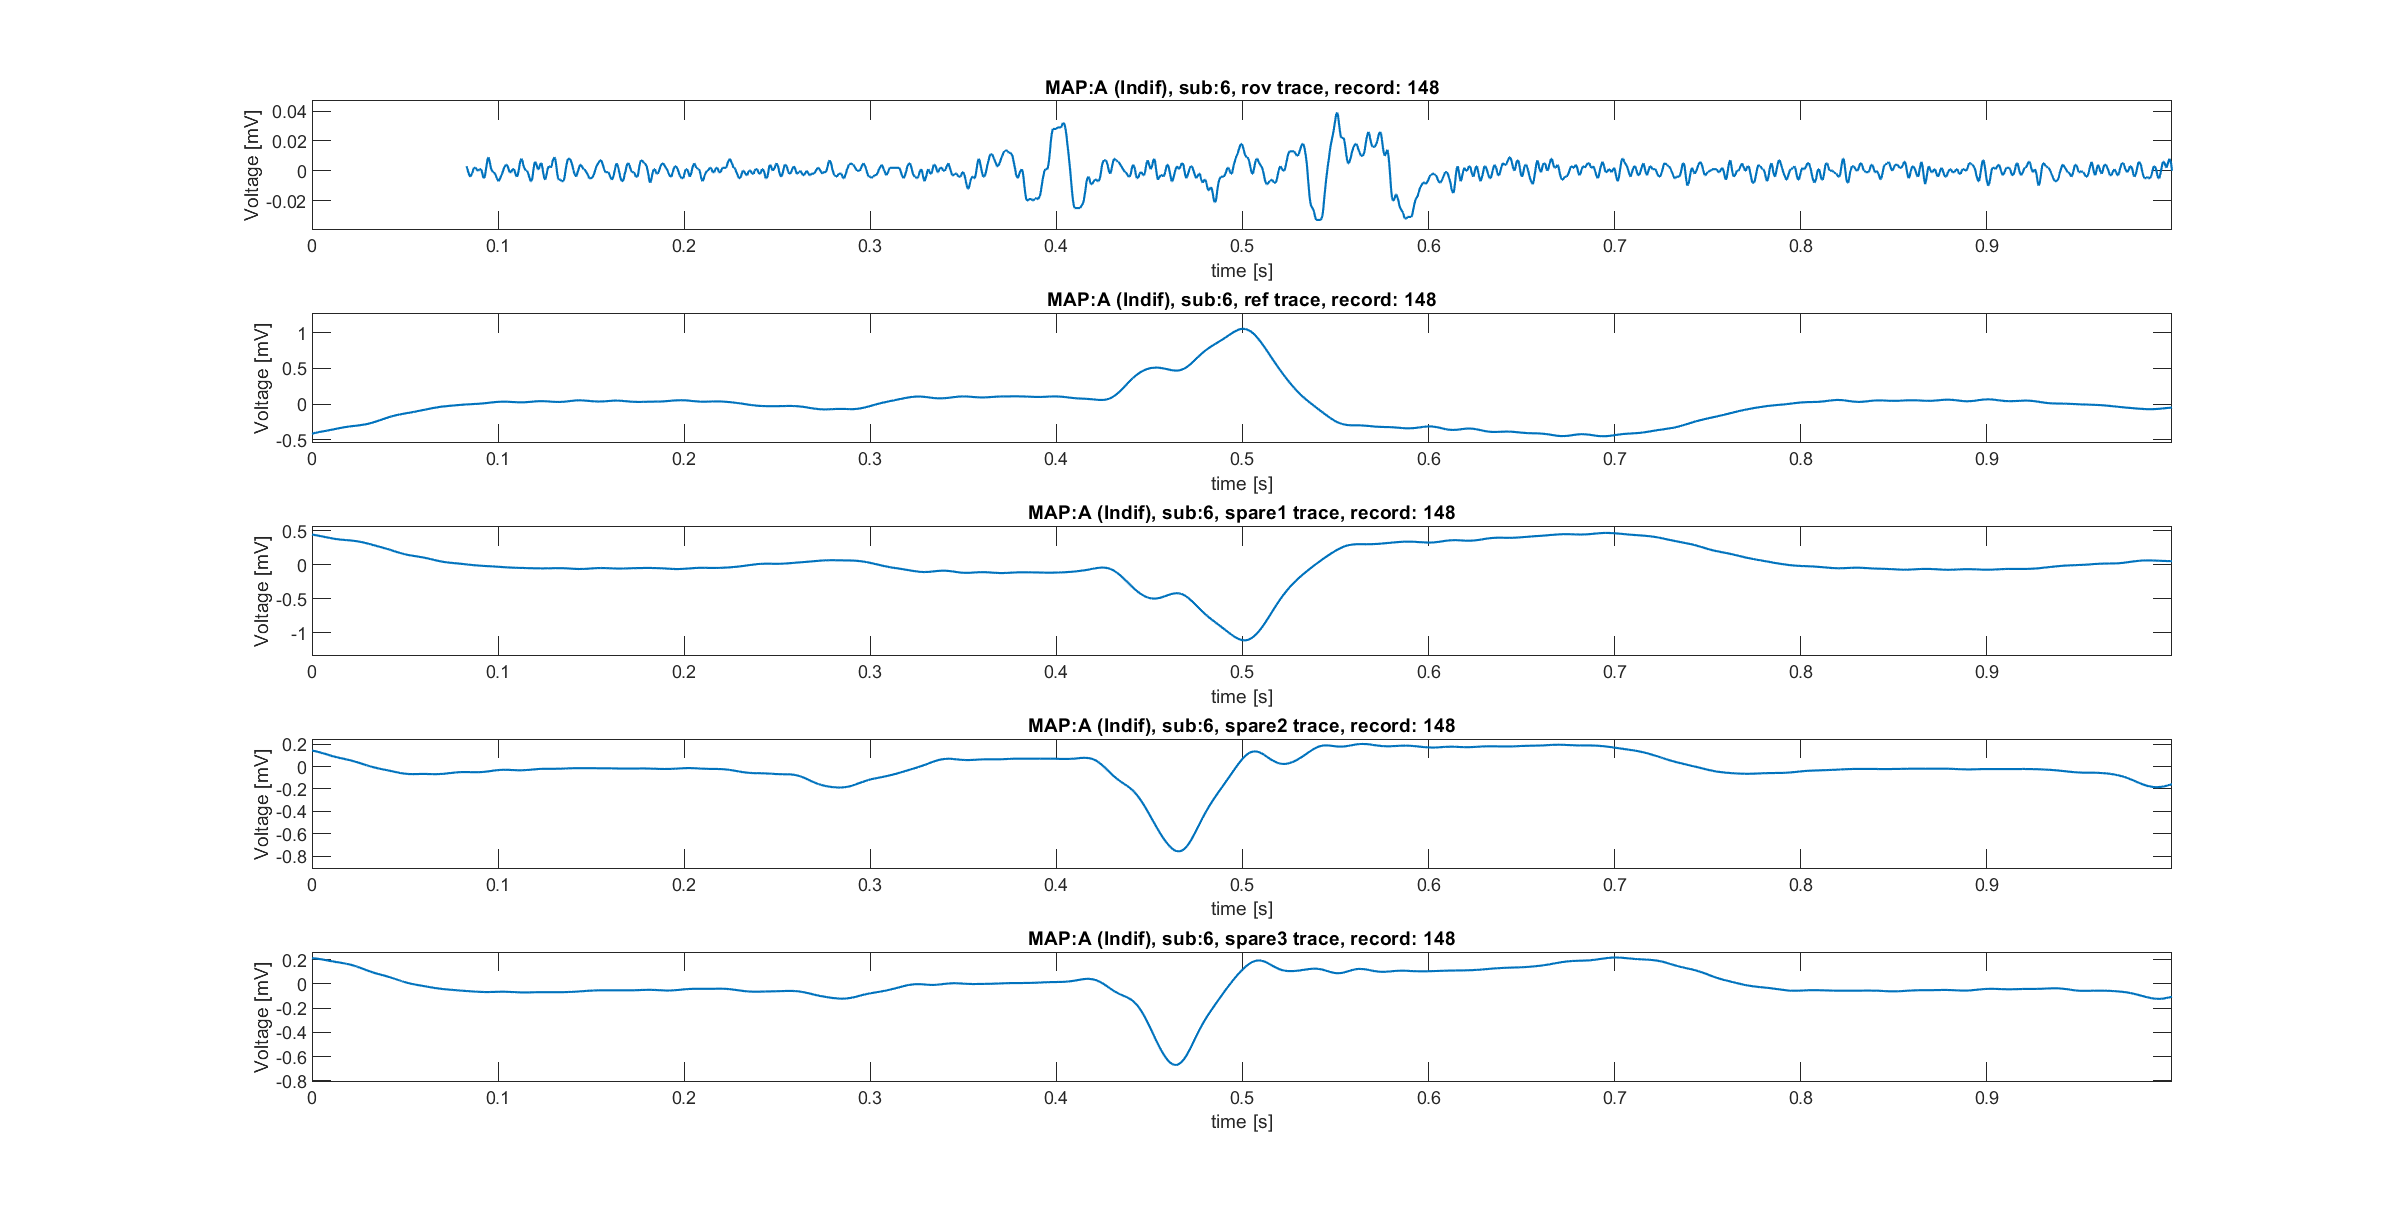 MAP:A (Indif), sub:6, rov trace, record: 148
Voltage [mV]
0.04
0.02
0
-0.02
0 0.1 0.2 0.3 0.4 0.5 0.6 0.7 0.8 0.9
time [s]
MAP:A (Indif), sub:6, ref trace, record: 148
Voltage [mV]
1
0.5
0
-0.5
0 0.1 0.2 0.3 0.4 0.5 0.6 0.7 0.8 0.9
time [s]
MAP:A (Indif), sub:6, spare1 trace, record: 148
Voltage [mV]
0.5
0
-0.5
-1
0 0.1 0.2 0.3 0.4 0.5 0.6 0.7 0.8 0.9
time [s]
MAP:A (Indif), sub:6, spare2 trace, record: 148
Voltage [mV]
0.2
0
-0.2
-0.4
-0.6
-0.8
0 0.1 0.2 0.3 0.4 0.5 0.6 0.7 0.8 0.9
time [s]
MAP:A (Indif), sub:6, spare3 trace, record: 148
Voltage [mV]
0.2
0
-0.2
-0.4
-0.6
-0.8
0 0.1 0.2 0.3 0.4 0.5 0.6 0.7 0.8 0.9
time [s]